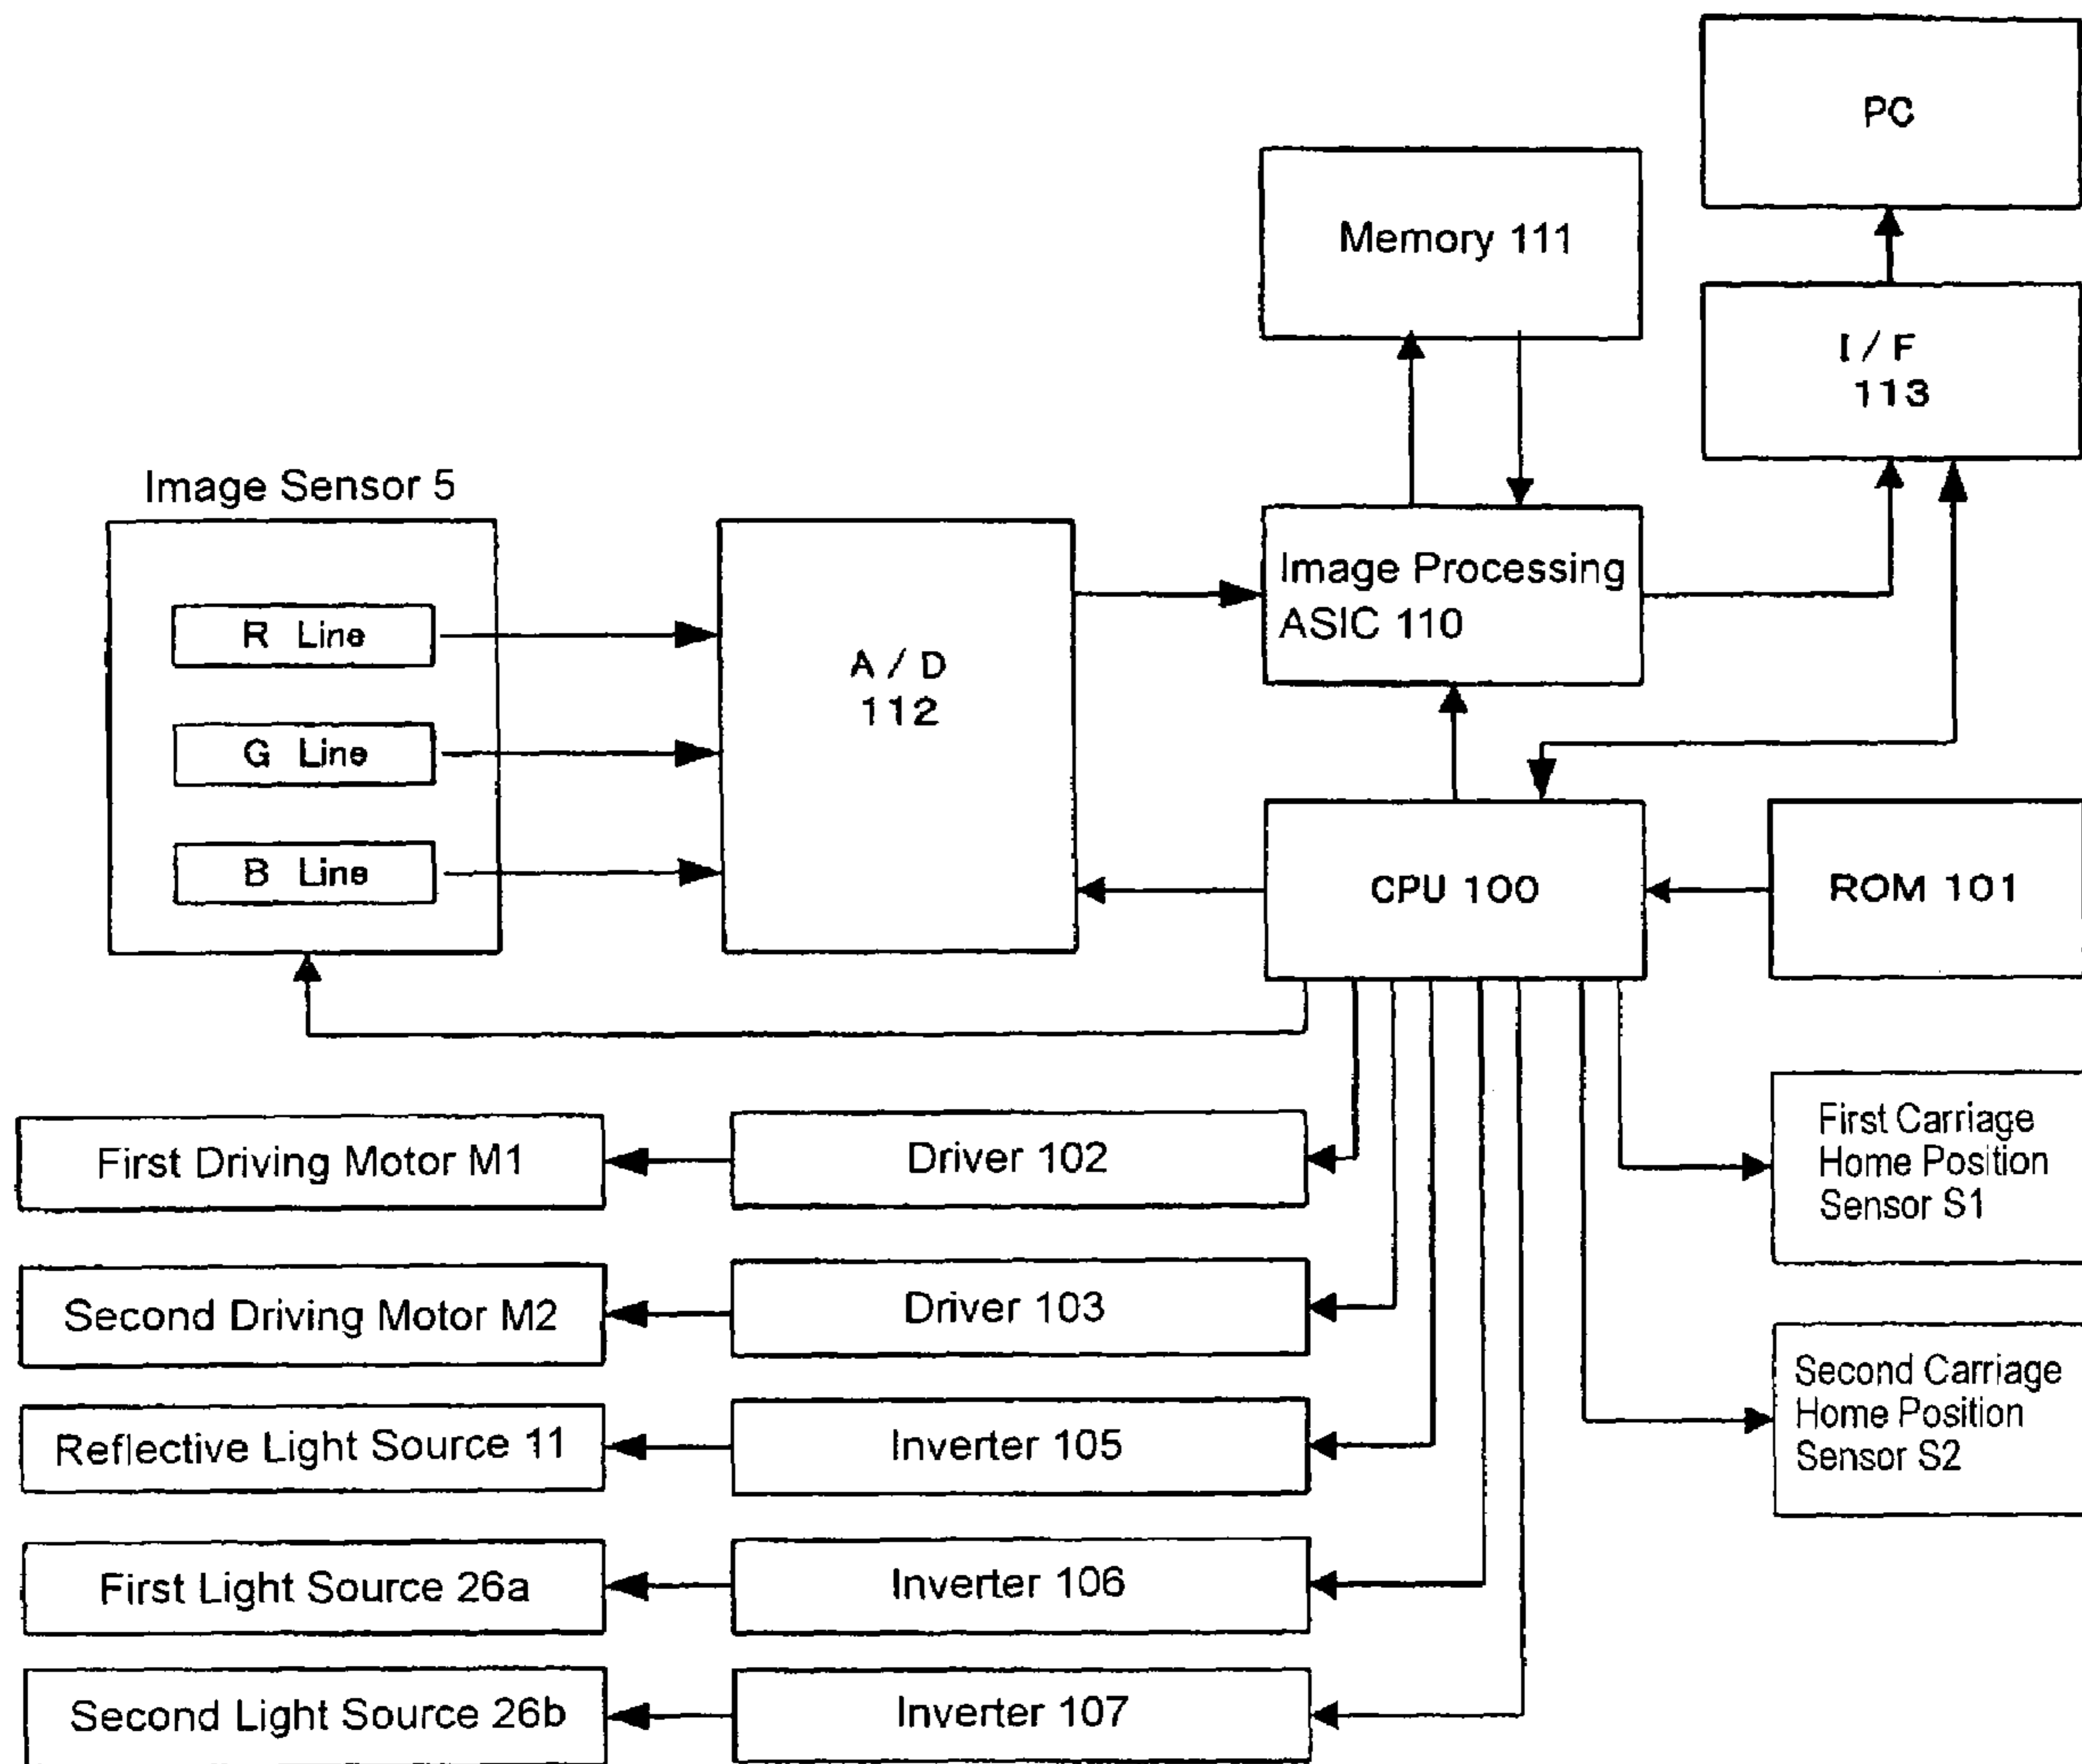 PC
Memory 111
I/F
113
Image Sensor 5
R Line
G Line
B Line
A/D
112
Image Processing
ASIC 110
CPU 100
ROM 101
First Driving Motor M1
Driver 102
First Carriage
Home Position
Sensor S1
Second Driving Motor M2
Driver 103
Second Carriage
Home Position
Sensor S2
Reflective Light Source 11
Inverter 105
First Light Source 26a
Inverter 106
Second Light Source 26b
Inverter 107